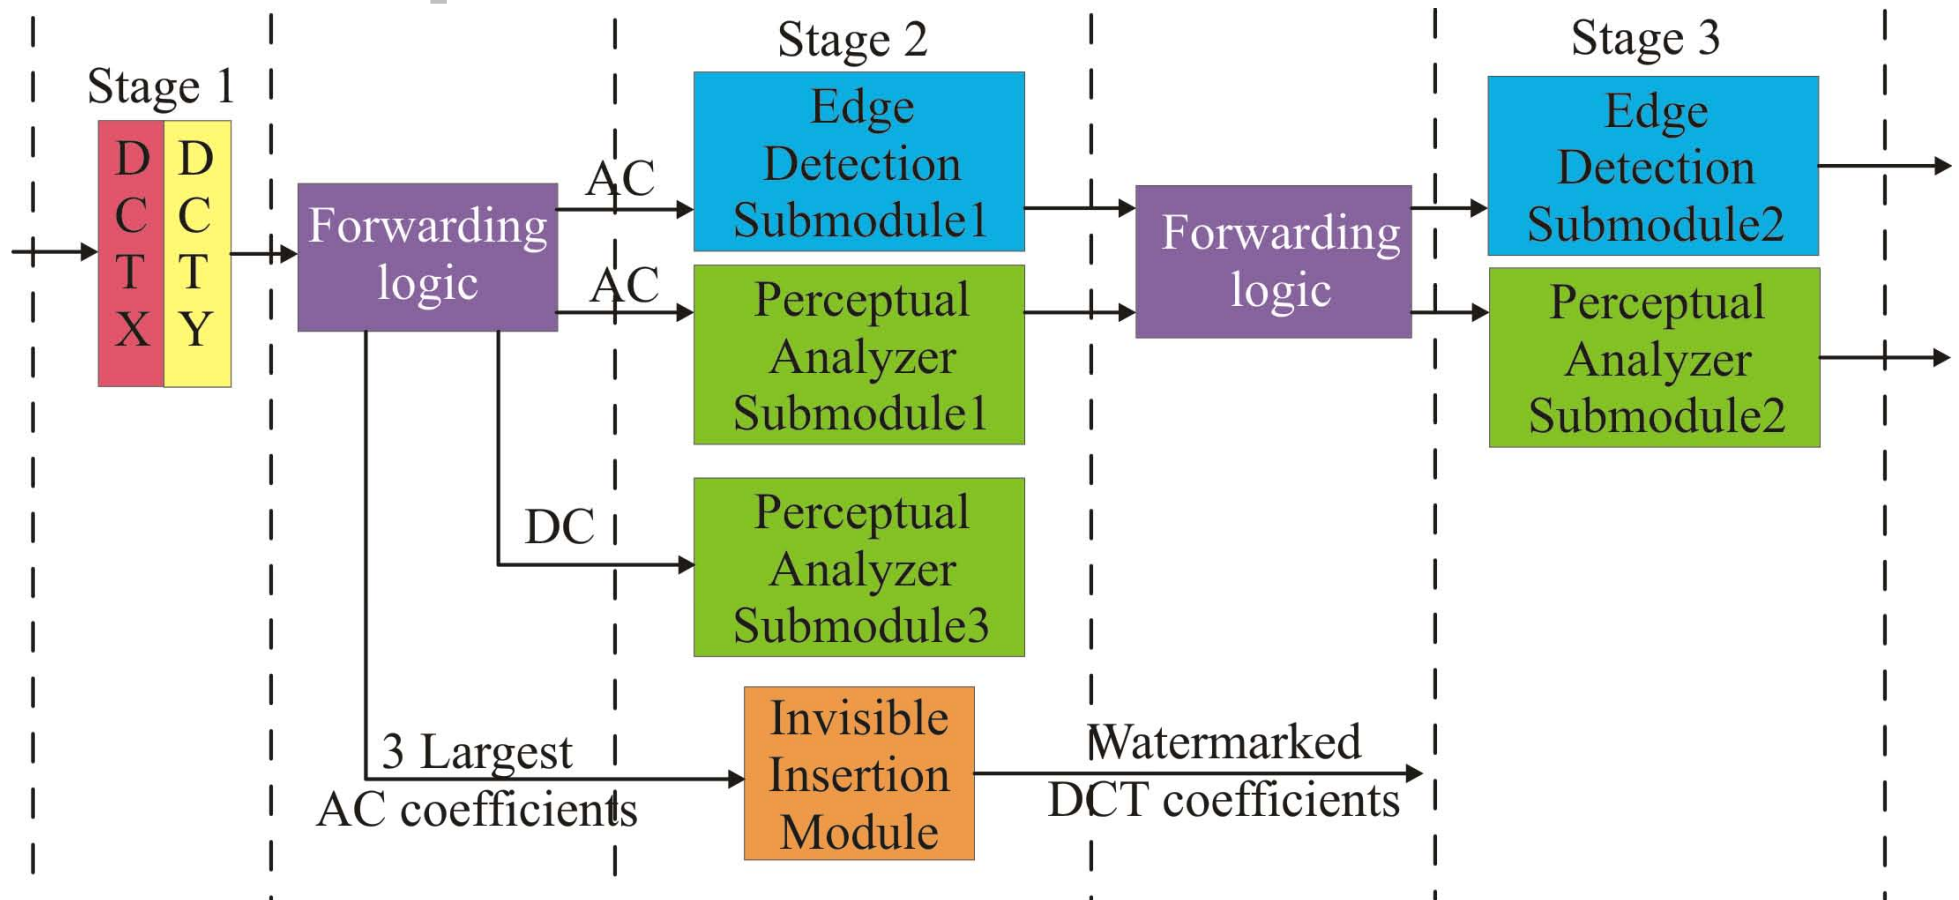 Stage 1
D
C
T
X
D
C
T
Y
Forwarding
logic
AC
AC
DC
3 Largest
AC coefficients
Stage 2
Edge
Detection
Submodule1
Perceptual
Analyzer
Submodule1
Perceptual
Analyzer
Submodule3
Invisible
Insertion
Module
Watermarked
DCT coefficients
Forwarding
logic
Stage 3
Edge
Detection
Submodule2
Perceptual
Analyzer
Submodule2